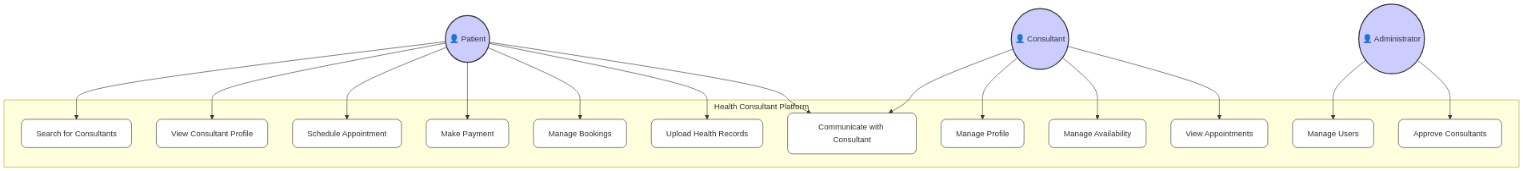 👤 Patient
👤 Consultant
👤 Administrator
Health Consultant Platform
Search for Consultants
View Consultant Profile
Schedule Appointment
Make Payment
Manage Bookings
Upload Health Records
Communicate with
Consultant
Manage Profile
Manage Availability
View Appointments
Manage Users
Approve Consultants